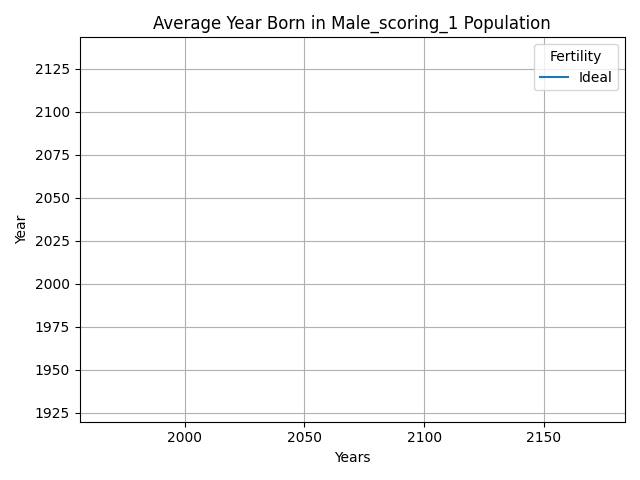 Average Year Born in Male_scoring_1 Population
Fertility
Ideal
2125
2100
2075
2050
2025
2000
1975
1950
1925
Year
2000 2050 2100 2150
Years